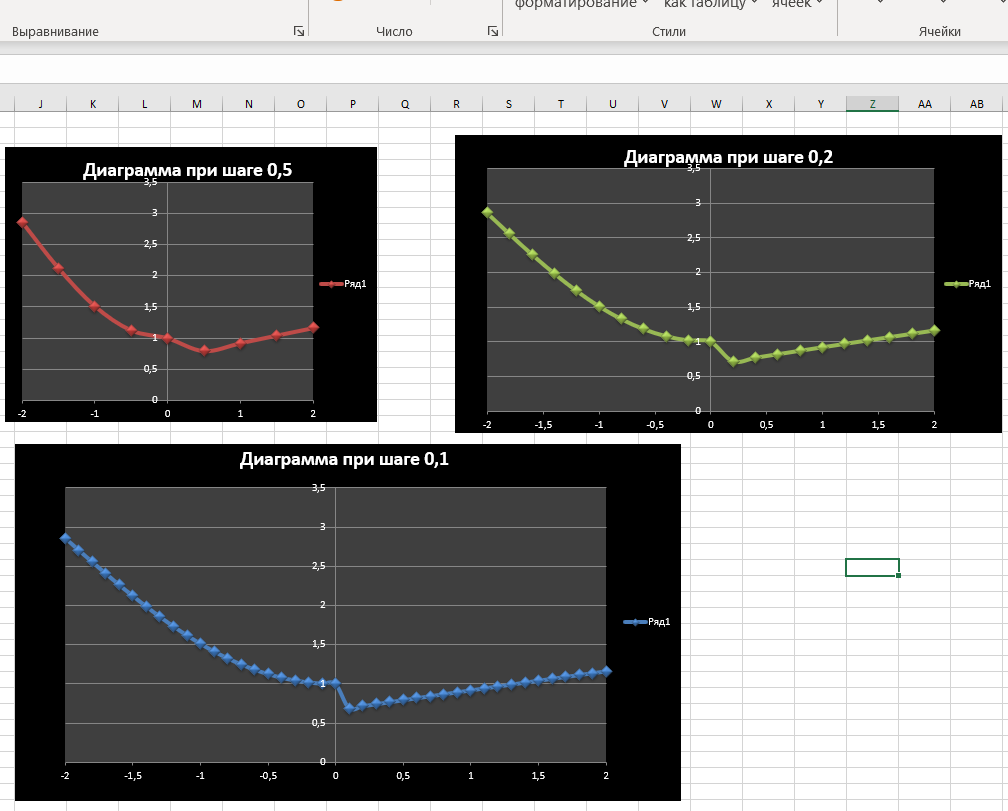 форматирование как таблицу ячеек
Выравнивание Число Стили Ячейки
J K L M N O P Q R S T U V W X Y Z AA AB
Диаграмма при шаге 0,5
3,5
3
2,5
2
1,5
1
0,5
0
-2 -1 0 1 2
Ряд1
Диаграмма при шаге 0,2
3,5
3
2,5
2
1,5
1
0,5
0
-2 -1,5 -1 -0,5 0 0,5 1 1,5 2
Ряд1
Диаграмма при шаге 0,1
3,5
3
2,5
2
1,5
1
0,5
0
-2 -1,5 -1 -0,5 0 0,5 1 1,5 2
Ряд1